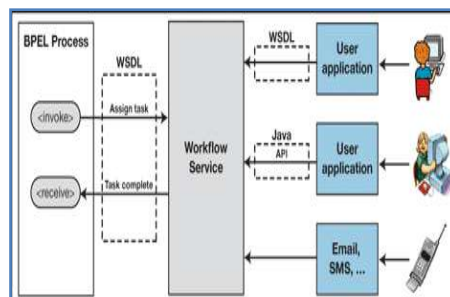 BPEL Process
WSDL
<invoke>
Assign task
<receive>
Task complete
Workflow
Service
WSDL
User
application
Java
API
User
application
Email,
SMS, ...